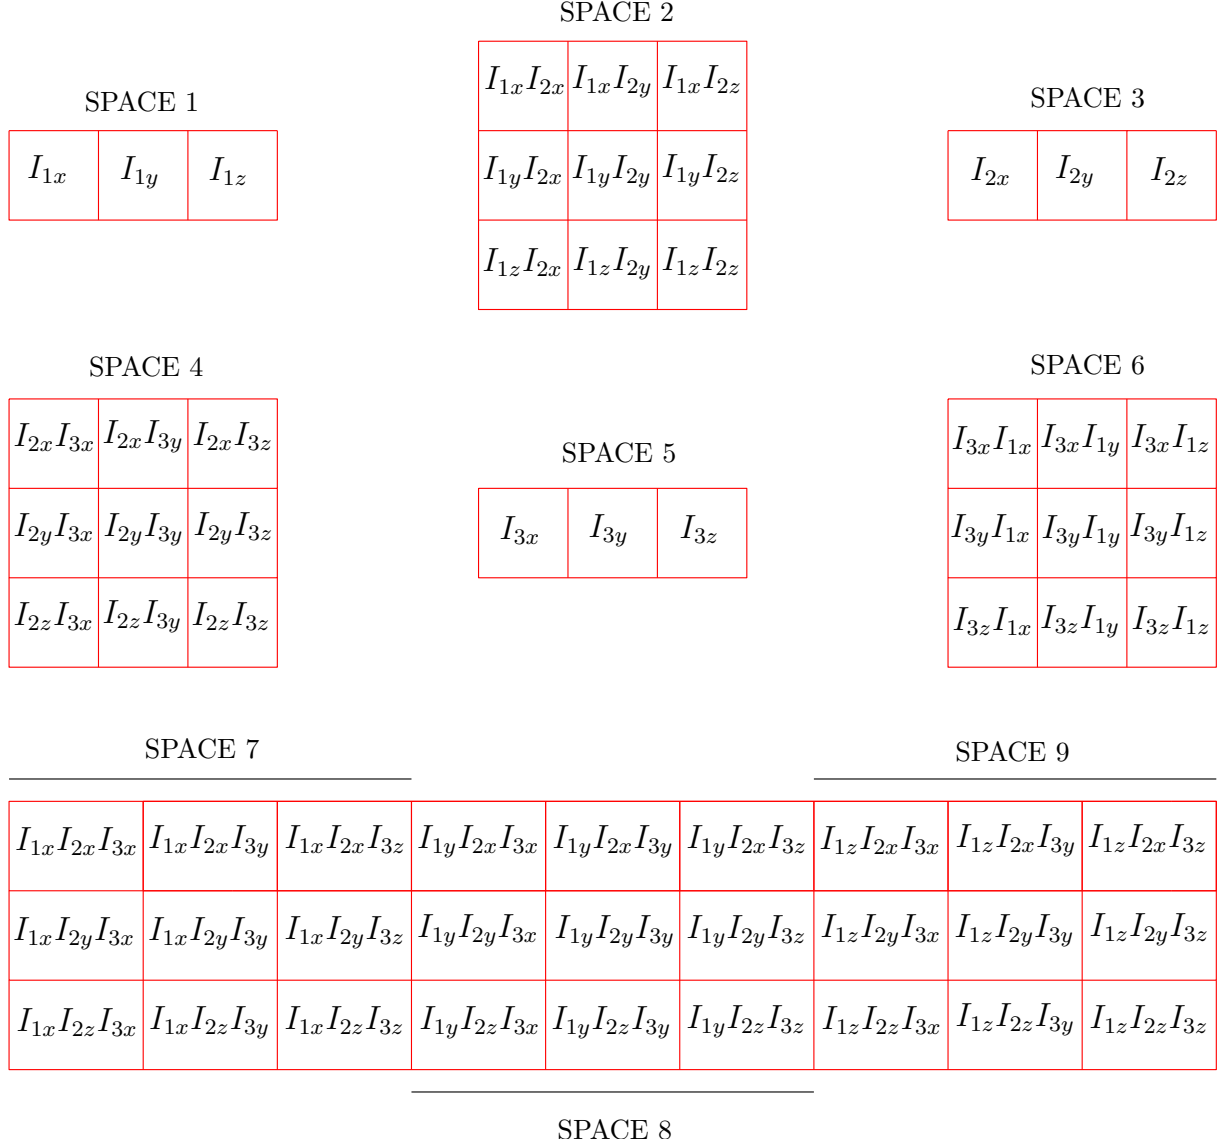 SPACE 2
I1xI2x I1xI2y I1xI2z
I1yI2x I1yI2y I1yI2z
I1zI2x I1zI2y I1zI2z
SPACE 1
I1x I1y I1z
SPACE 3
I2x I2y I2z
SPACE 4
I2xI3x I2xI3y I2xI3z
I2yI3x I2yI3y I2yI3z
I2zI3x I2zI3y I2zI3z
SPACE 5
I3x I3y I3z
SPACE 6
I3xI1x I3xI1y I3xI1z
I3yI1x I3yI1y I3yI1z
I3zI1x I3zI1y I3zI1z
SPACE 7
SPACE 9
I1xI2xI3x I1xI2xI3y I1xI2xI3z I1yI2xI3x I1yI2xI3y I1yI2xI3z I1zI2xI3x I1zI2xI3y I1zI2xI3z
I1xI2yI3x I1xI2yI3y I1xI2yI3z I1yI2yI3x I1yI2yI3y I1yI2yI3z I1zI2yI3x I1zI2yI3y I1zI2yI3z
I1xI2zI3x I1xI2zI3y I1xI2zI3z I1yI2zI3x I1yI2zI3y I1yI2zI3z I1zI2zI3x I1zI2zI3y I1zI2zI3z
SPACE 8